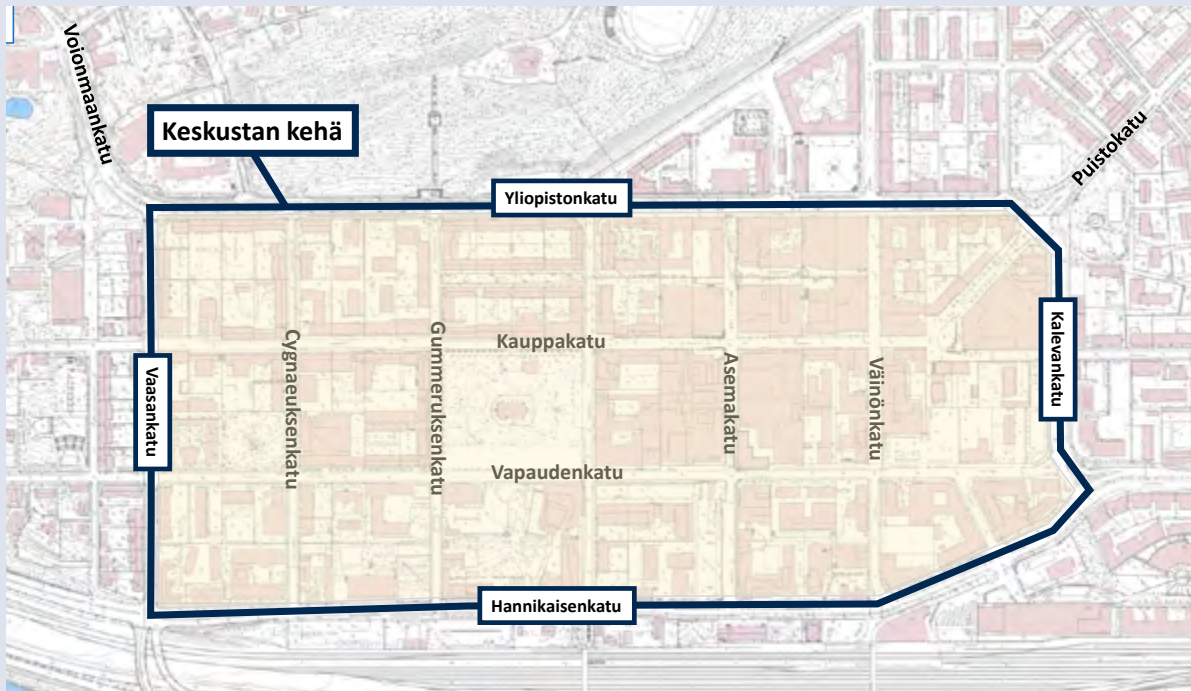 Voionmaankatu
Keskustan kehä
Puistokatu
Yliopistonkatu
Kalevankatu
Cygnaeuksenkatu
Gummeruksenkatu
Kauppakatu
Asemakatu
Väinönkatu
Vaasankatu
Vapaudenkatu
Hannikaisenkatu